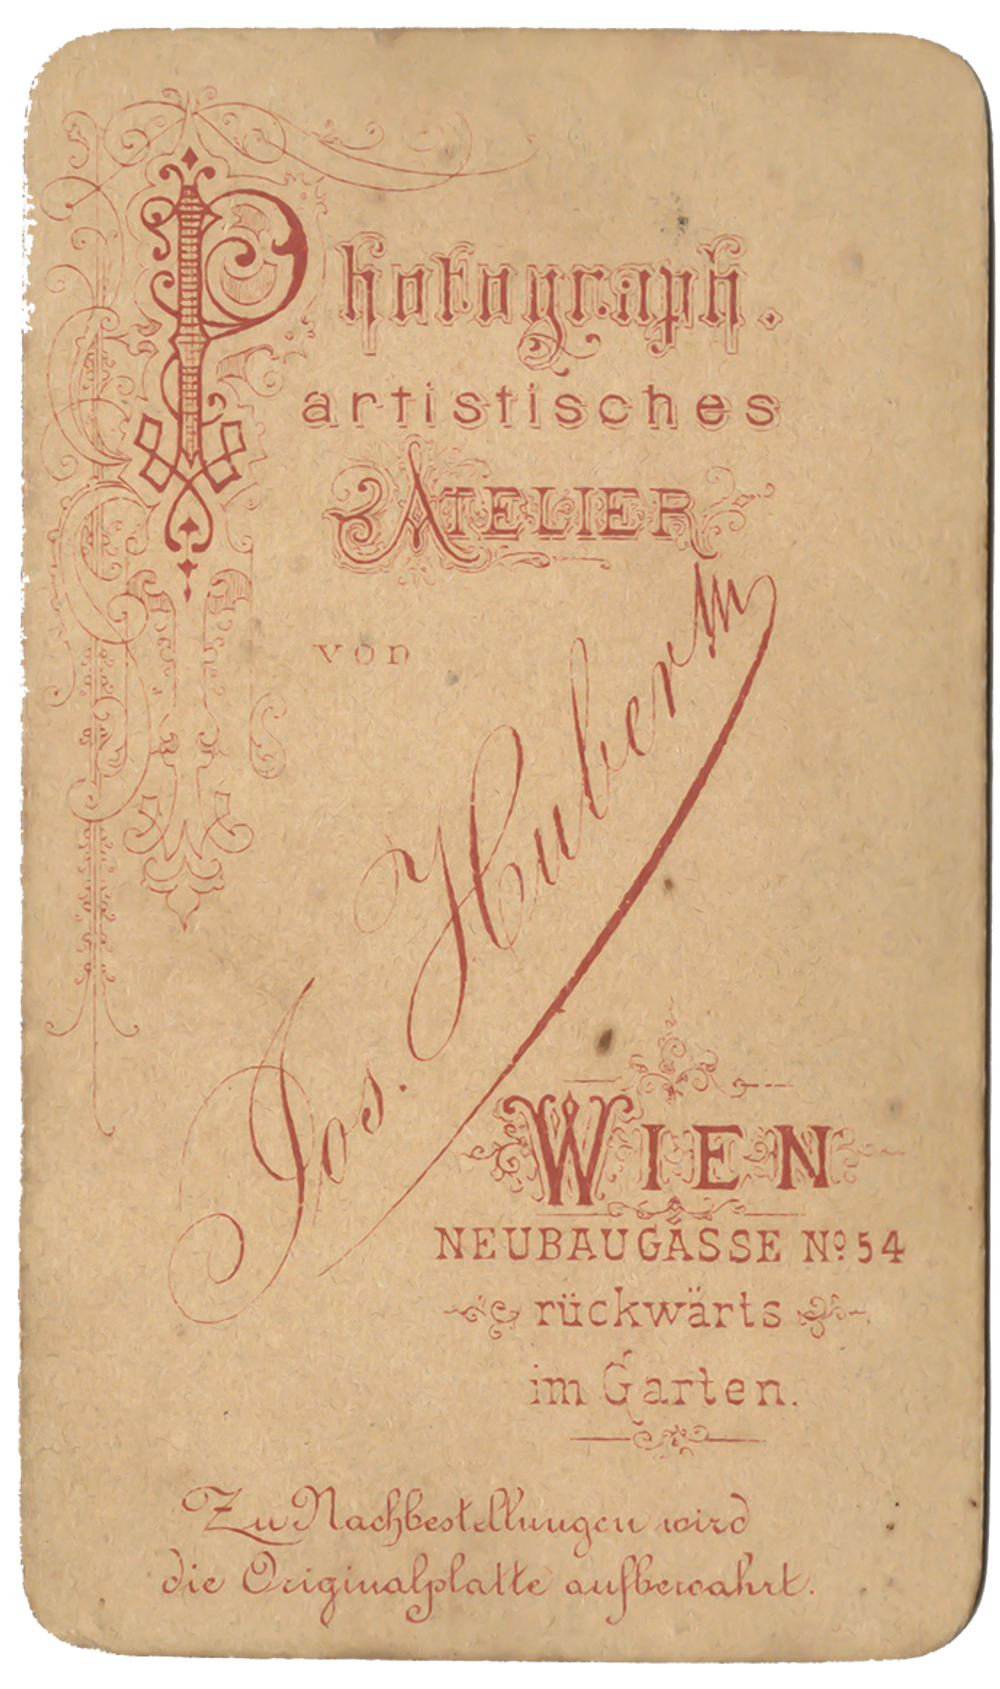 Photograph.
artistisches
ATELIER
von
Jos. Huber
WIEN
NEUBAUGASSE Nº 54
rückwärts
im Garten.
Zu Nachbestellungen wird
die Originalplatte aufbewahrt.